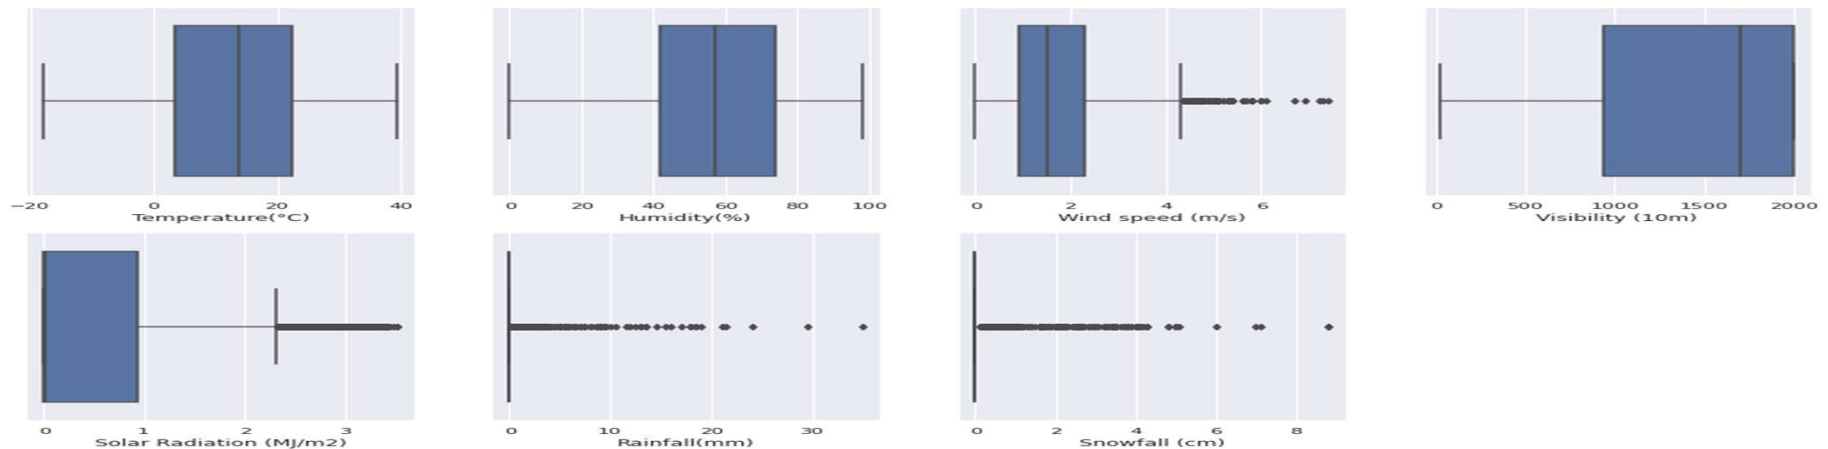 −20 0 20 40
Temperature(°C)
0 20 40 60 80 100
Humidity(%)
0 2 4 6
Wind speed (m/s)
0 500 1000 1500 2000
Visibility (10m)
0 1 2 3
Solar Radiation (MJ/m2)
0 10 20 30
Rainfall(mm)
0 2 4 6 8
Snowfall (cm)